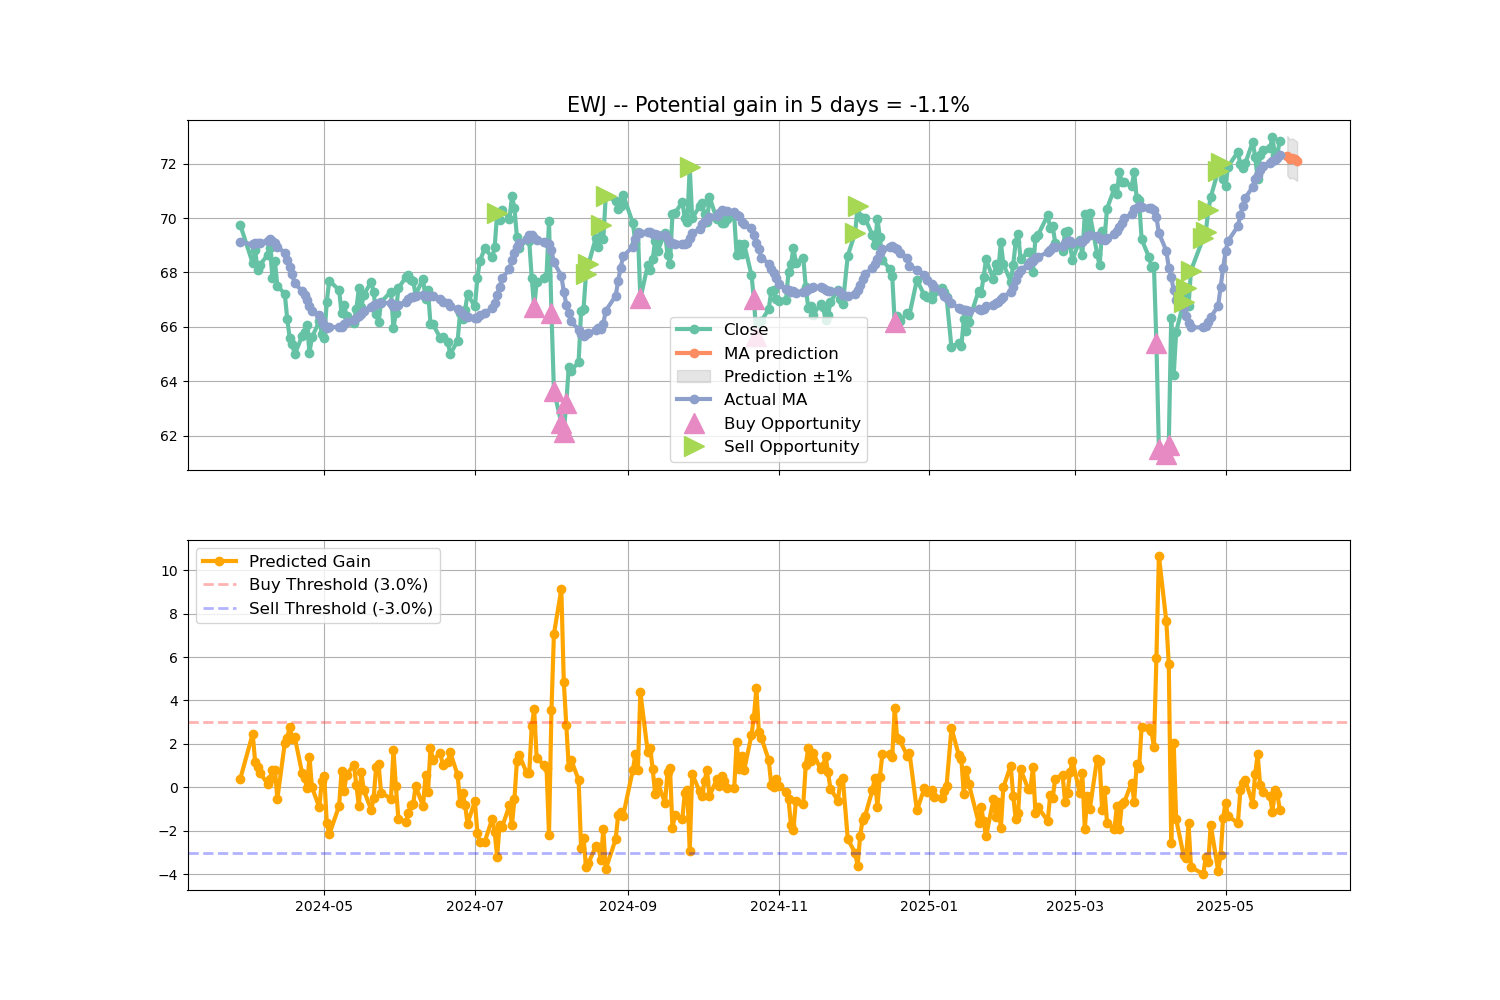 EWJ -- Potential gain in 5 days = -1.1%
72
70
68
66
64
62
Close
MA prediction
Prediction ±1%
Actual MA
Buy Opportunity
Sell Opportunity
10
8
6
4
2
0
−2
−4
Predicted Gain
Buy Threshold (3.0%)
Sell Threshold (-3.0%)
2024-05
2024-07
2024-09
2024-11
2025-01
2025-03
2025-05